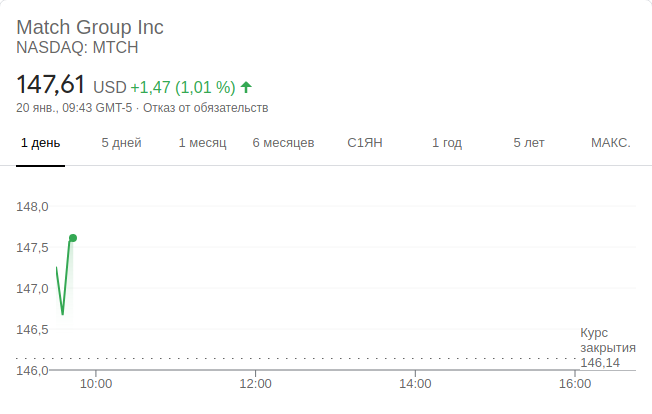 Match Group Inc
NASDAQ: MTCH
147,61 USD +1,47 (1,01 %)
20 янв., 09:43 GMT-5 · Отказ от обязательств
1 день 5 дней 1 месяц 6 месяцев С1ЯН 1 год 5 лет МАКС.
148,0
147,5
147,0
146,5
146,0
Курс
закрытия
146,14
10:00 12:00 14:00 16:00